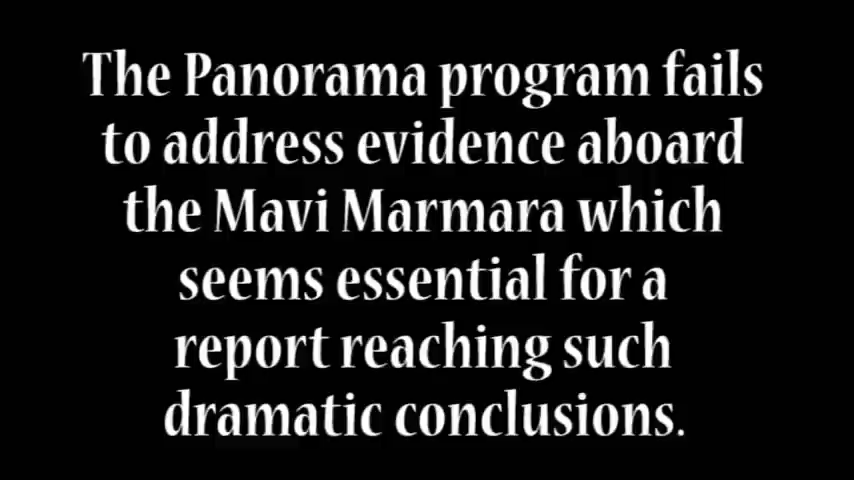 The Panorama program fails
to address evidence aboard
the Mavi Marmara which
seems essential for a
report reaching such
dramatic conclusions.